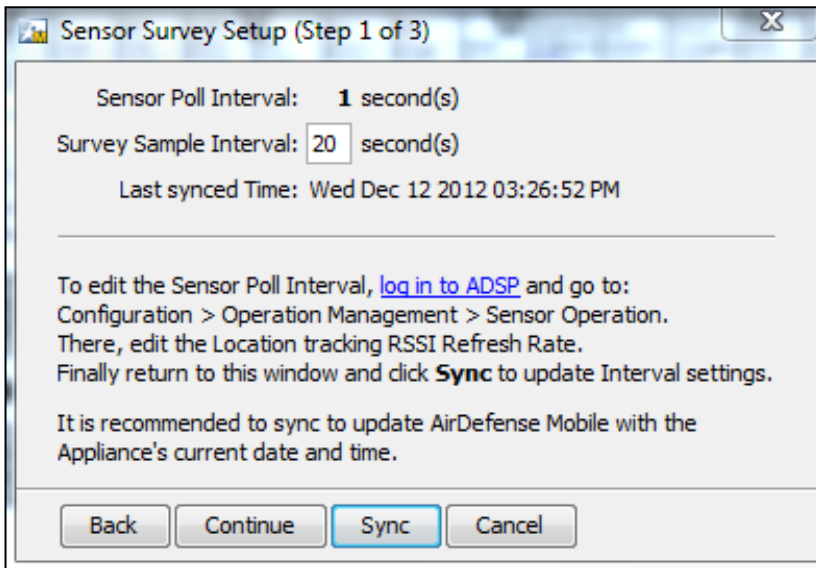 Sensor Survey Setup (Step 1 of 3)
Sensor Poll Interval: 1 second(s)
Survey Sample Interval: 20 second(s)
Last synced Time: Wed Dec 12 2012 03:26:52 PM
To edit the Sensor Poll Interval, log in to ADSP and go to:
Configuration > Operation Management > Sensor Operation.
There, edit the Location tracking RSSI Refresh Rate.
Finally return to this window and click Sync to update Interval settings.
It is recommended to sync to update AirDefense Mobile with the
Appliance's current date and time.
Back Continue Sync Cancel